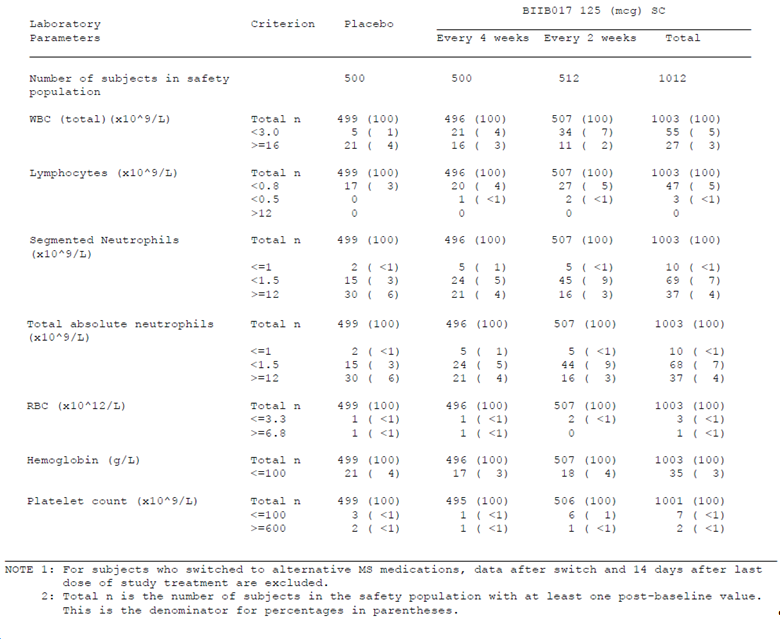 BIIB017 125 (mcg) SC
Laboratory Parameters Criterion Placebo Every 4 weeks Every 2 weeks Total
Number of subjects in safety population 500 500 512 1012
WBC (total)(x10^9/L) Total n 499 (100) 496 (100) 507 (100) 1003 (100)
<3.0 5 ( 1) 21 ( 4) 34 ( 7) 55 ( 5)
>=16 21 ( 4) 16 ( 3) 11 ( 2) 27 ( 3)
Lymphocytes (x10^9/L) Total n 499 (100) 496 (100) 507 (100) 1003 (100)
<0.8 17 ( 3) 20 ( 4) 27 ( 5) 47 ( 5)
<0.5 0 1 ( <1) 2 ( <1) 3 ( <1)
>12 0 0 0 0
Segmented Neutrophils Total n 499 (100) 496 (100) 507 (100) 1003 (100)
(x10^9/L)
<=1 2 ( <1) 5 ( 1) 5 ( <1) 10 ( <1)
<1.5 15 ( 3) 24 ( 5) 45 ( 9) 69 ( 7)
>=12 30 ( 6) 21 ( 4) 16 ( 3) 37 ( 4)
Total absolute neutrophils Total n 499 (100) 496 (100) 507 (100) 1003 (100)
(x10^9/L)
<=1 2 ( <1) 5 ( 1) 5 ( <1) 10 ( <1)
<1.5 15 ( 3) 24 ( 5) 44 ( 9) 68 ( 7)
>=12 30 ( 6) 21 ( 4) 16 ( 3) 37 ( 4)
RBC (x10^12/L) Total n 499 (100) 496 (100) 507 (100) 1003 (100)
<=3.3 1 ( <1) 1 ( <1) 2 ( <1) 3 ( <1)
>=6.8 1 ( <1) 1 ( <1) 0 1 ( <1)
Hemoglobin (g/L) Total n 499 (100) 496 (100) 507 (100) 1003 (100)
<=100 21 ( 4) 17 ( 3) 18 ( 4) 35 ( 3)
Platelet count (x10^9/L) Total n 499 (100) 495 (100) 506 (100) 1001 (100)
<=100 3 ( <1) 1 ( <1) 6 ( 1) 7 ( <1)
>=600 2 ( <1) 1 ( <1) 1 ( <1) 2 ( <1)
NOTE 1: For subjects who switched to alternative MS medications, data after switch and 14 days after last
dose of study treatment are excluded.
2: Total n is the number of subjects in the safety population with at least one post-baseline value.
This is the denominator for percentages in parentheses.